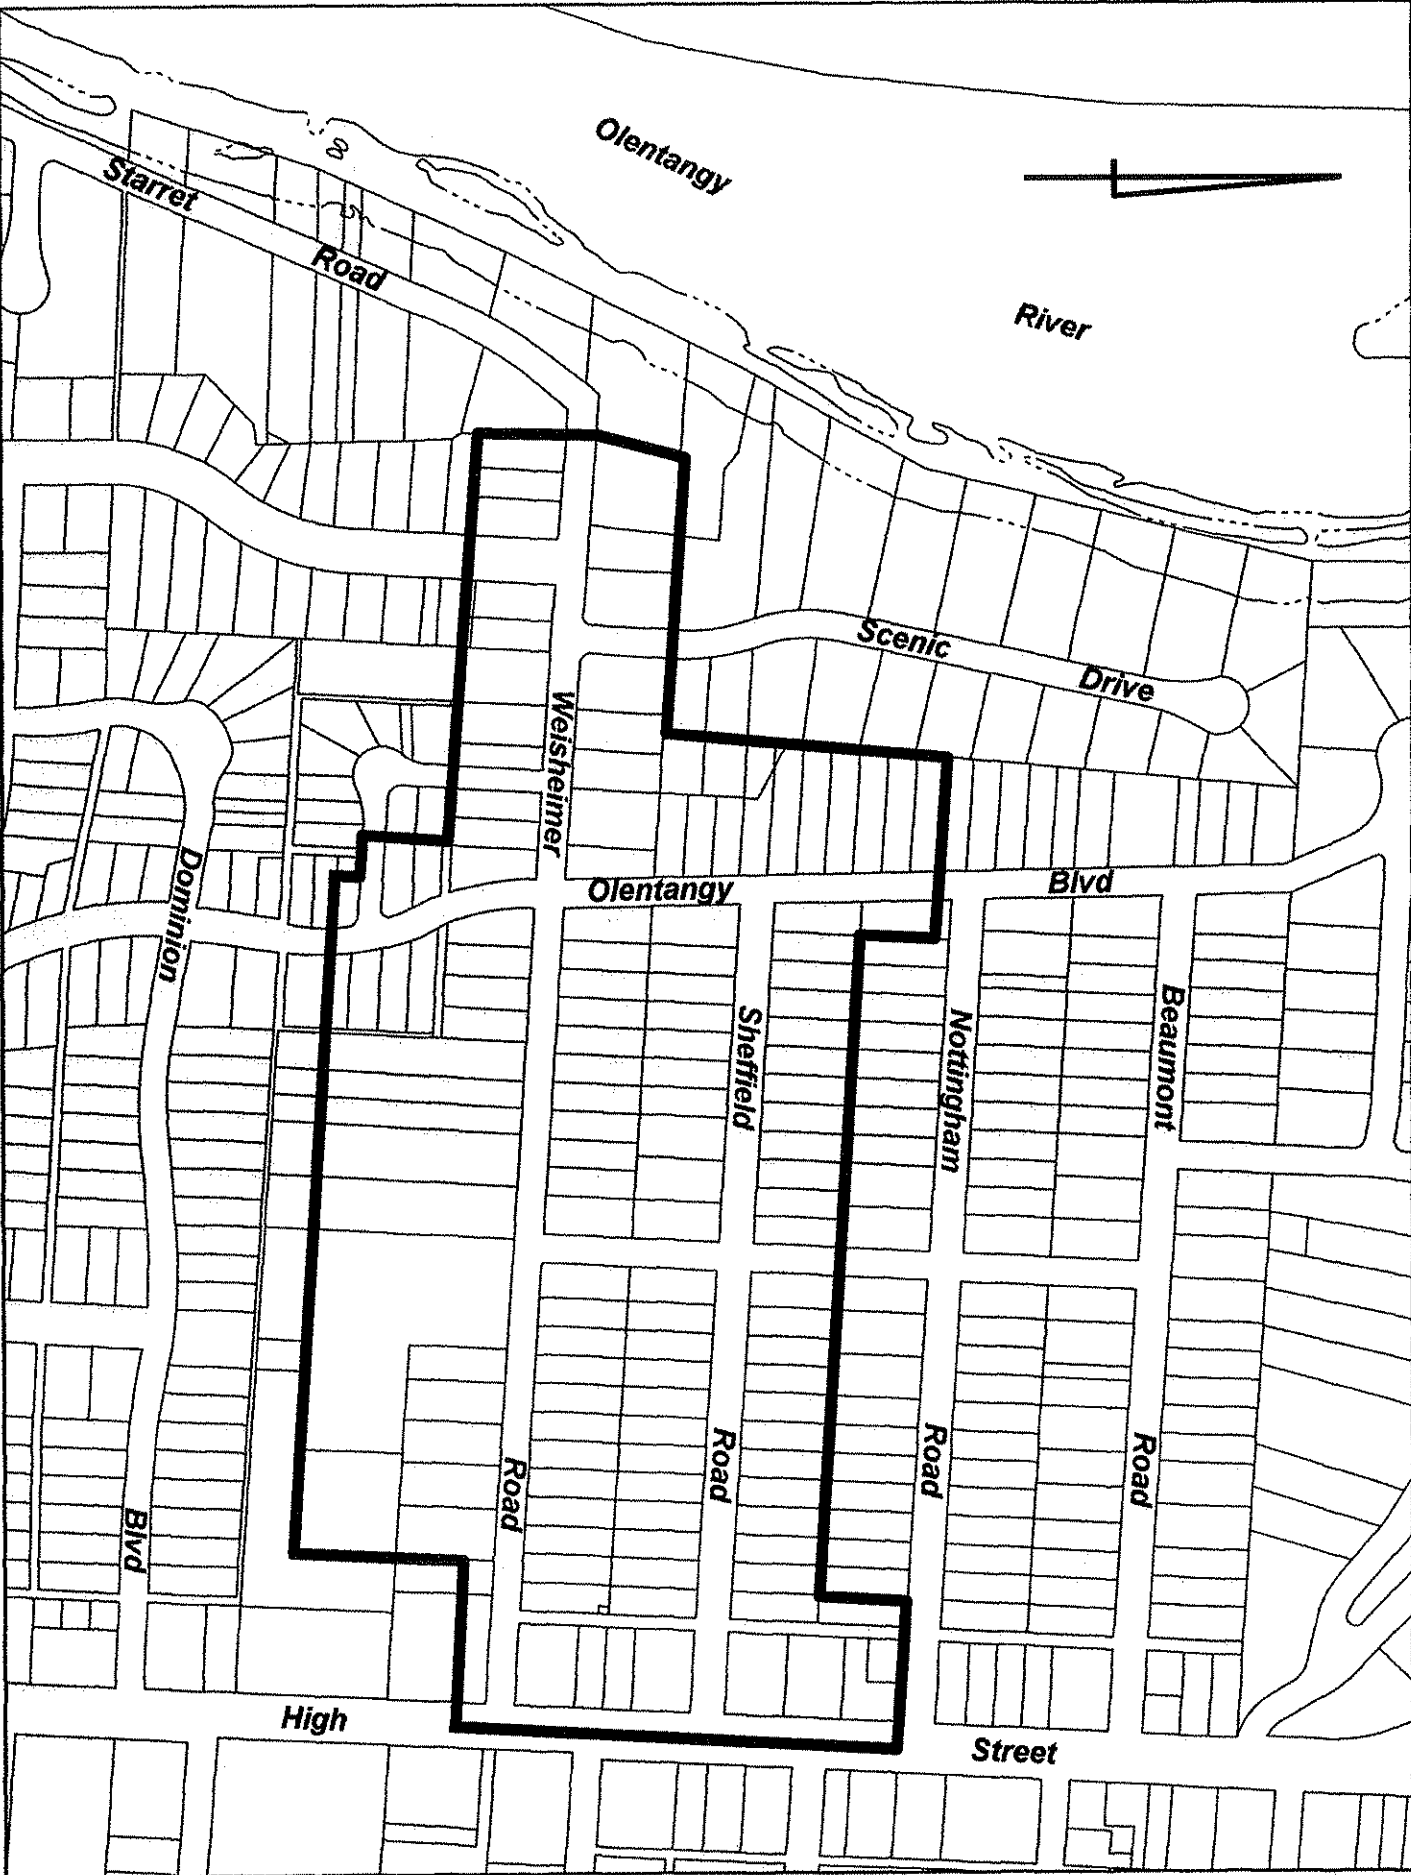 Olentangy
River
Starret
Road
Scenic
Drive
Weisheimer
Road
Olentangy
Blvd
Dominion
Blvd
Sheffield
Road
Nottingham
Road
Beaumont
Road
High
Street